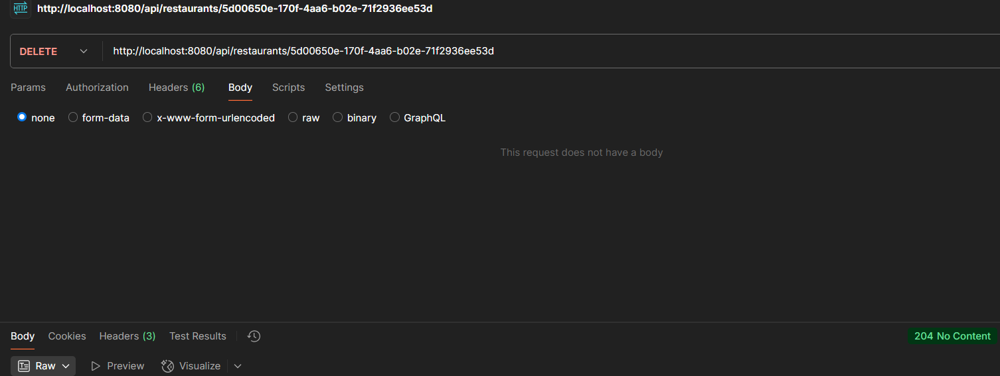 HTTP http://localhost:8080/api/restaurants/5d00650e-170f-4aa6-b02e-71f2936ee53d
DELETE http://localhost:8080/api/restaurants/5d00650e-170f-4aa6-b02e-71f2936ee53d
Params Authorization Headers (6) Body Scripts Settings
none form-data x-www-form-urlencoded raw binary GraphQL
This request does not have a body
Body Cookies Headers (3) Test Results 204 No Content
Raw Preview Visualize